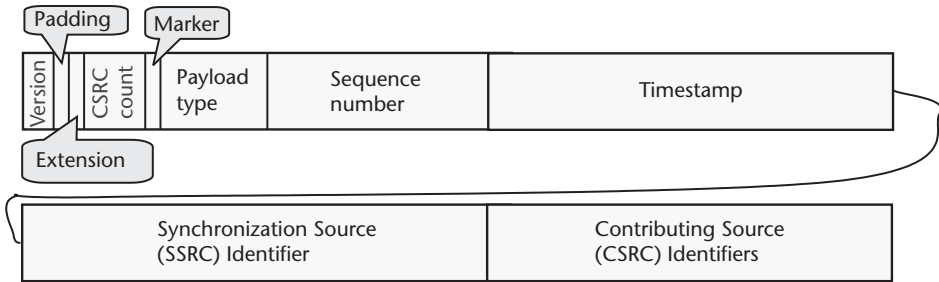 Padding
Marker
Version
CSRC
count
Payload
type
Sequence
number
Timestamp
Extension
Synchronization Source
(SSRC) Identifier
Contributing Source
(CSRC) Identifiers